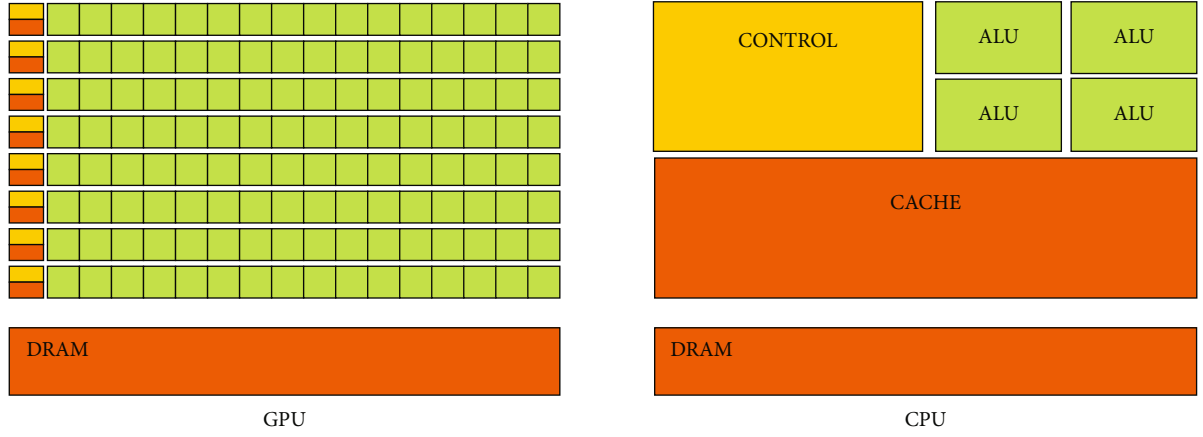 CONTROL
ALU ALU
ALU ALU
CACHE
DRAM DRAM
GPU CPU